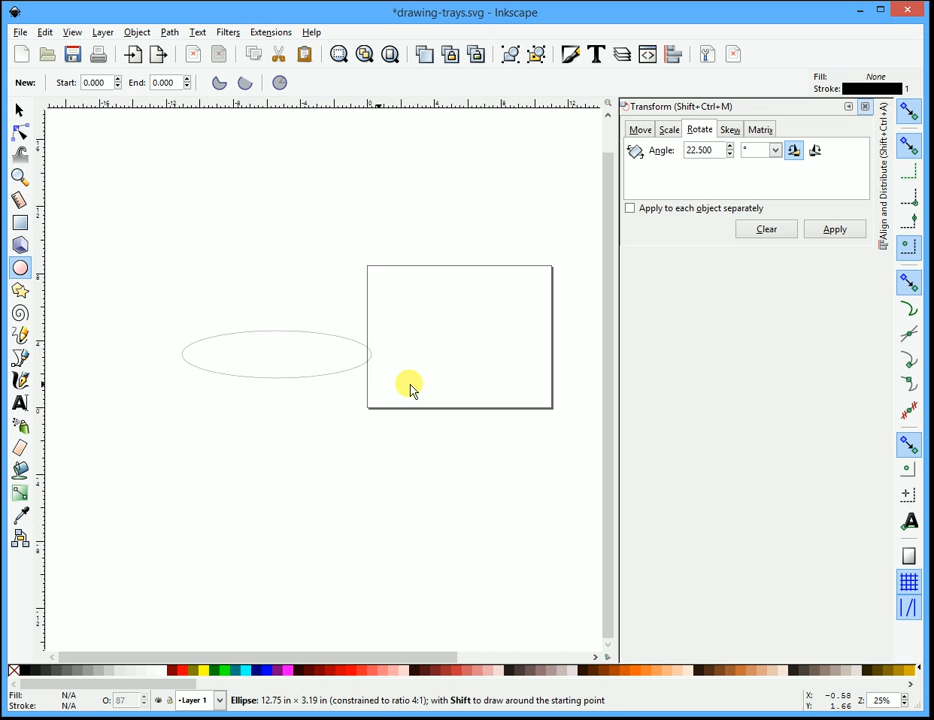 *drawing-trays.svg - Inkscape
File Edit View Layer Object Path Text Filters Extensions Help
New: Start: 0.000 End: 0.000
Fill: None
Stroke: 1
Transform (Shift+Ctrl+M)
Move Scale Rotate Skew Matrix
Angle: 22.500 °
Apply to each object separately
Clear Apply
Align and Distribute (Shift+Ctrl+A)
Fill: N/A
Stroke: N/A
O: 87
Layer 1
Ellipse: 12.75 in × 3.19 in (constrained to ratio 4:1); with Shift to draw around the starting point
X: -0.58
Y: 1.66
Z: 25%